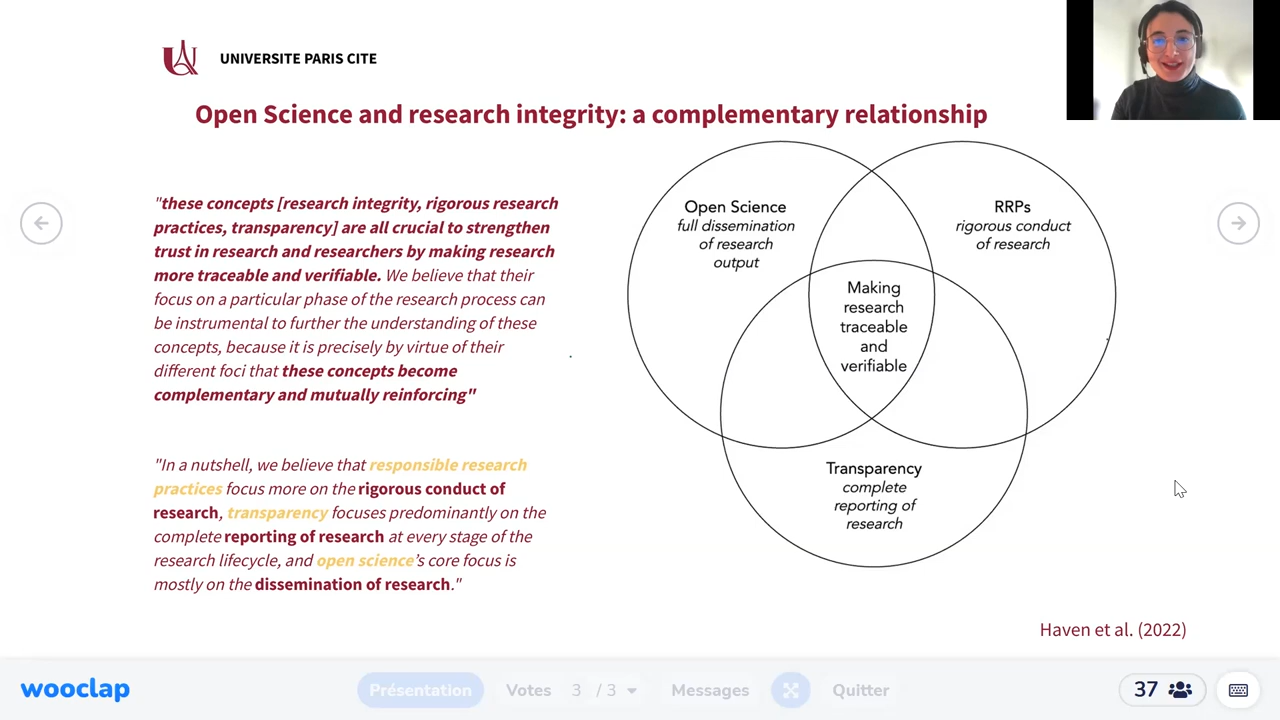 UNIVERSITE PARIS CITE
Open Science and research integrity: a complementary relationship
"these concepts [research integrity, rigorous research
practices, transparency] are all crucial to strengthen
trust in research and researchers by making research
more traceable and verifiable. We believe that their
focus on a particular phase of the research process can
be instrumental to further the understanding of these
concepts, because it is precisely by virtue of their
different foci that these concepts become
complementary and mutually reinforcing"
"In a nutshell, we believe that responsible research
practices focus more on the rigorous conduct of
research, transparency focuses predominantly on the
complete reporting of research at every stage of the
research lifecycle, and open science's core focus is
mostly on the dissemination of research."
Open Science
full dissemination
of research
output
RRPs
rigorous conduct
of research
Making
research
traceable
and
verifiable
Transparency
complete
reporting of
research
Haven et al. (2022)
wooclap
Présentation
Votes
3 / 3
Messages
Quitter
37